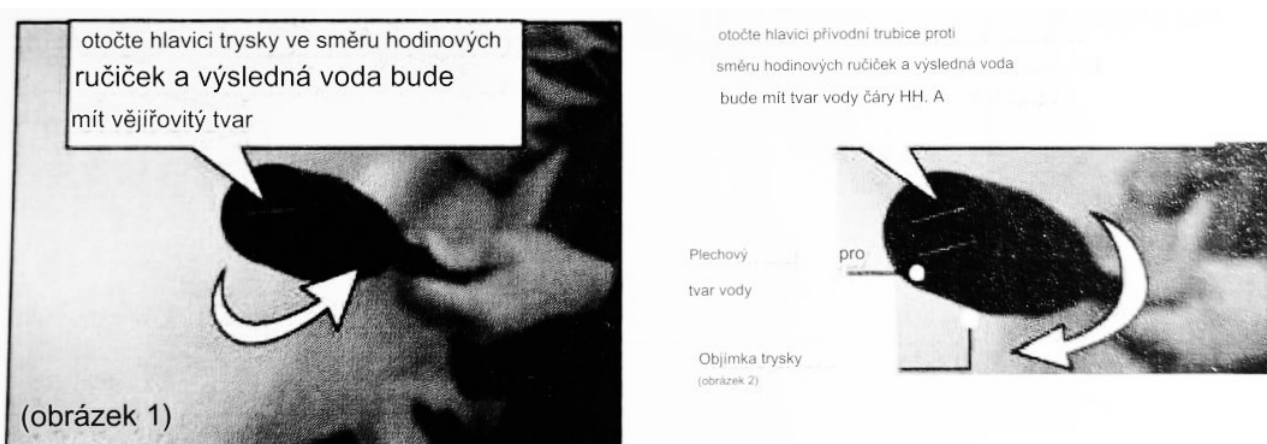 otočte hlavici trysky ve směru hodinových
ručiček a výsledná voda bude
mít vějířovitý tvar
(obrázek 1)
otočte hlavici přívodní trubice proti
směru hodinových ručiček a výsledná voda
bude mít tvar vody čáry HH. A
Plechový pro
tvar vody
Objímka trysky
(obrázek 2)